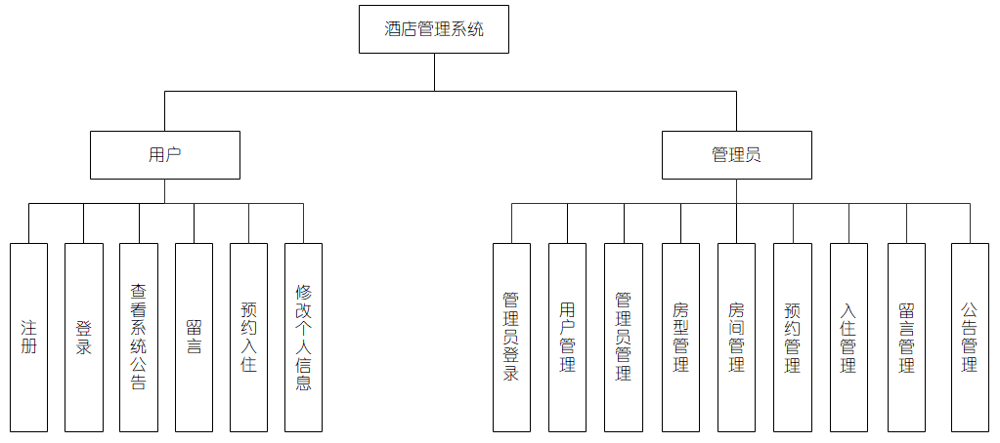 酒店管理系统
用户
管理员
注册
登录
查看系统公告
留言
预约入住
修改个人信息
管理员登录
用户管理
管理员管理
房型管理
房间管理
预约管理
入住管理
留言管理
公告管理